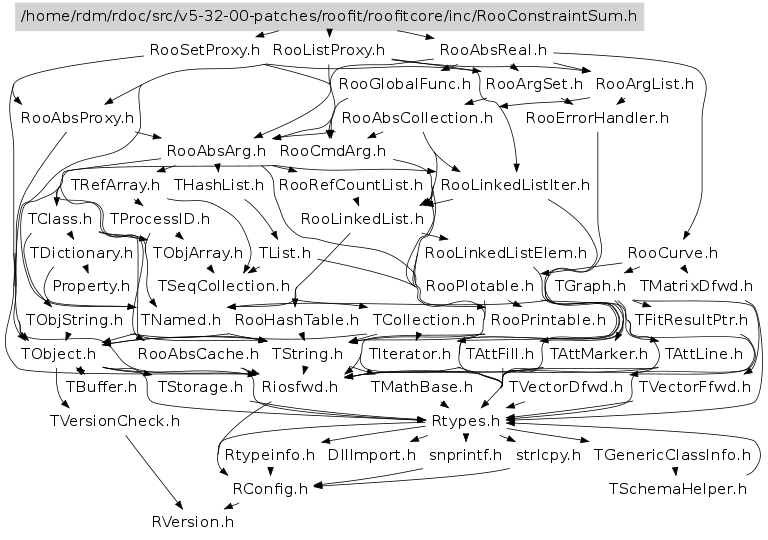 /home/rdm/rdoc/src/v5-32-00-patches/roofit/roofitcore/inc/RooConstraintSum.h
RooSetProxy.h RooListProxy.h RooAbsReal.h
RooGlobalFunc.h RooArgSet.h RooArgList.h
RooAbsProxy.h RooAbsCollection.h RooErrorHandler.h
RooAbsArg.h RooCmdArg.h
TRefArray.h THashList.h RooRefCountList.h RooLinkedListIter.h
TClass.h TProcessID.h RooLinkedList.h
TDictionary.h TObjArray.h TList.h RooLinkedListElem.h RooCurve.h
Property.h TSeqCollection.h RooPlotable.h TGraph.h TMatrixDfwd.h
TObjString.h TNamed.h RooHashTable.h TCollection.h RooPrintable.h TFitResultPtr.h
TObject.h RooAbsCache.h TString.h TIterator.h TAttFill.h TAttMarker.h TAttLine.h
TBuffer.h TStorage.h Riosfwd.h TMathBase.h TVectorDfwd.h TVectorFfwd.h
TVersionCheck.h Rtypes.h
Rtypeinfo.h DllImport.h snprintf.h strlcpy.h TGenericClassInfo.h
RConfig.h TSchemaHelper.h
RVersion.h